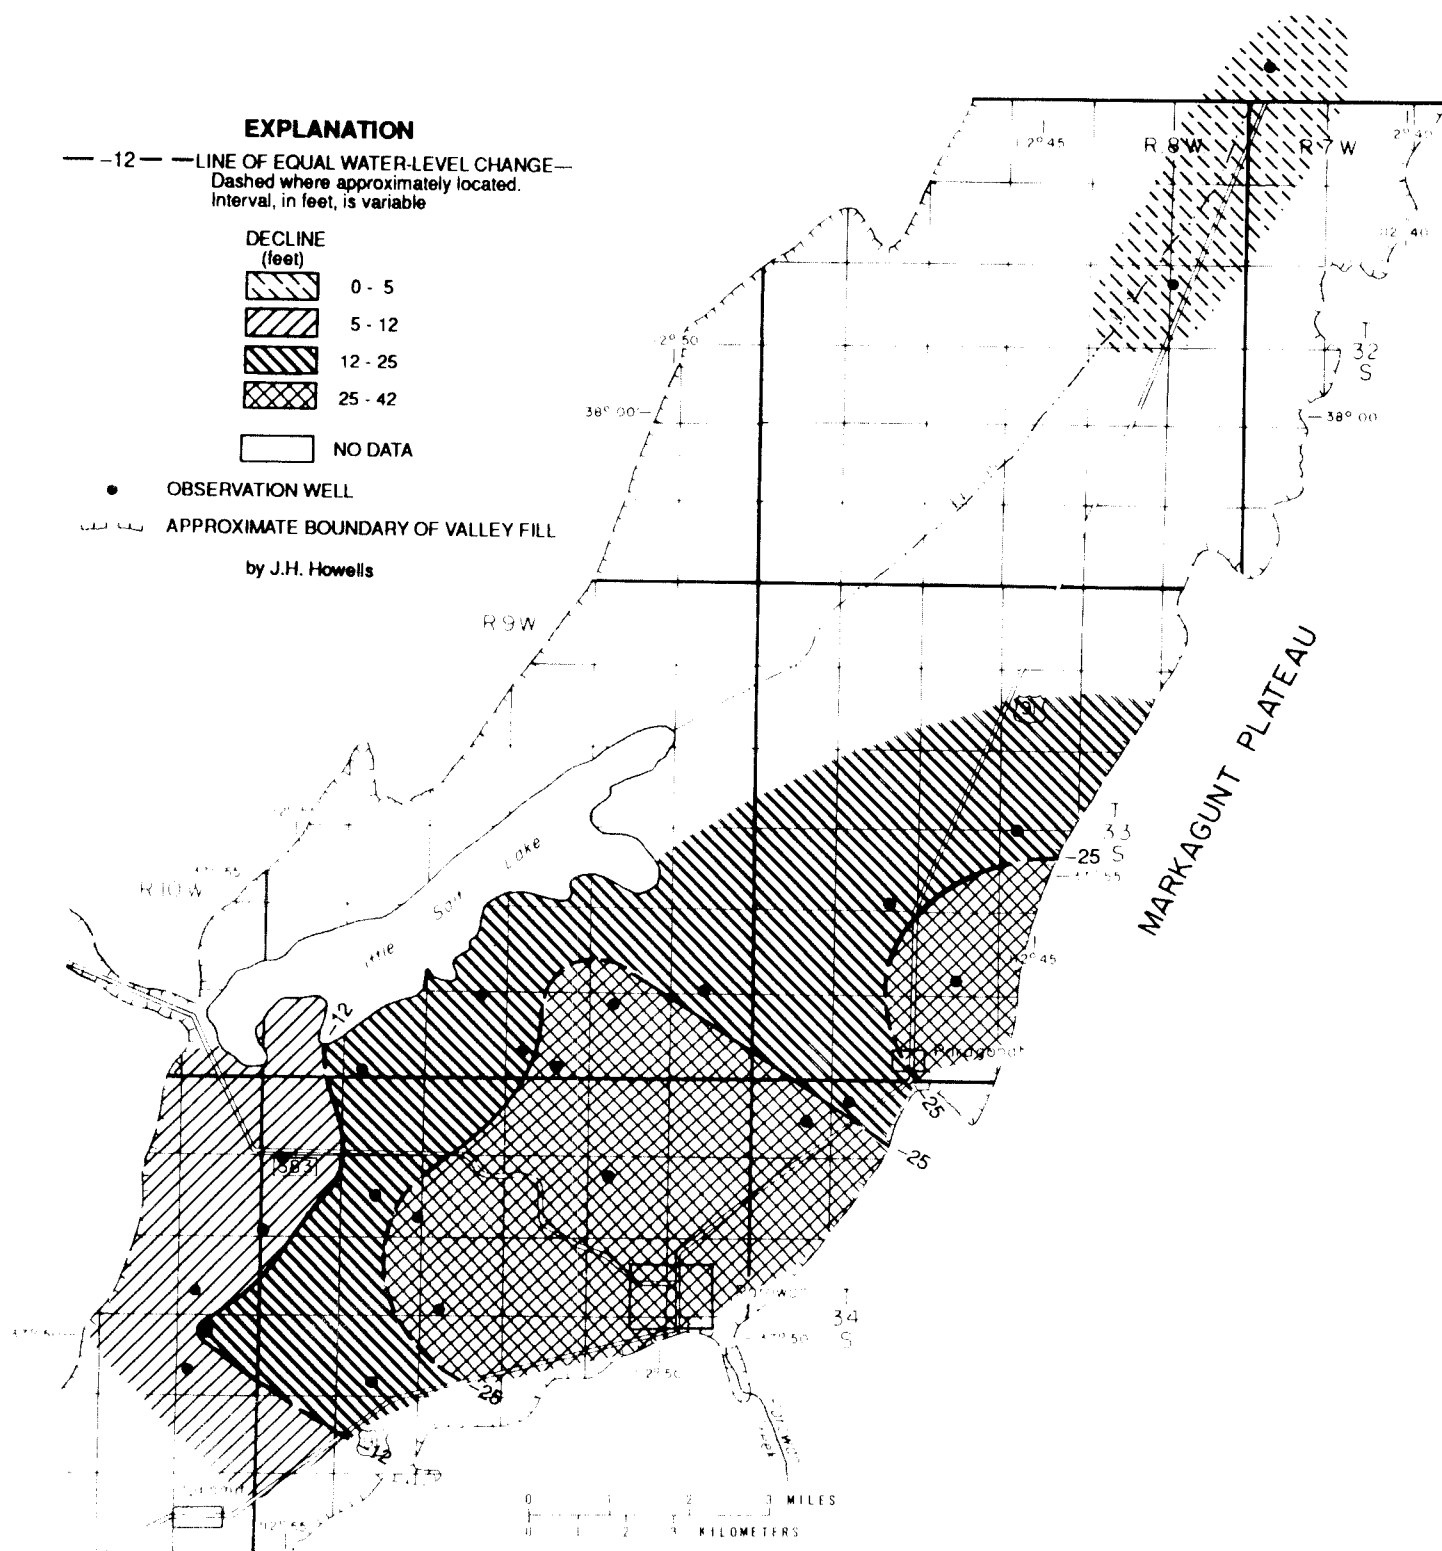 EXPLANATION
— -12 — — LINE OF EQUAL WATER-LEVEL CHANGE—
Dashed where approximately located.
Interval, in feet, is variable
DECLINE
(feet)
0 - 5
5 - 12
12 - 25
25 - 42
NO DATA
OBSERVATION WELL
APPROXIMATE BOUNDARY OF VALLEY FILL
by J.H. Howells
R 8 W
R 7 W
T
32
S
38° 00'
38° 00
R 9 W
MARKAGUNT PLATEAU
T
33
S
-25
R 10 W
Salt
Lake
-12
Paragonah
-25
-25
T
34
S
-25
-12
0 1 2 3 MILES
0 1 2 3 KILOMETERS